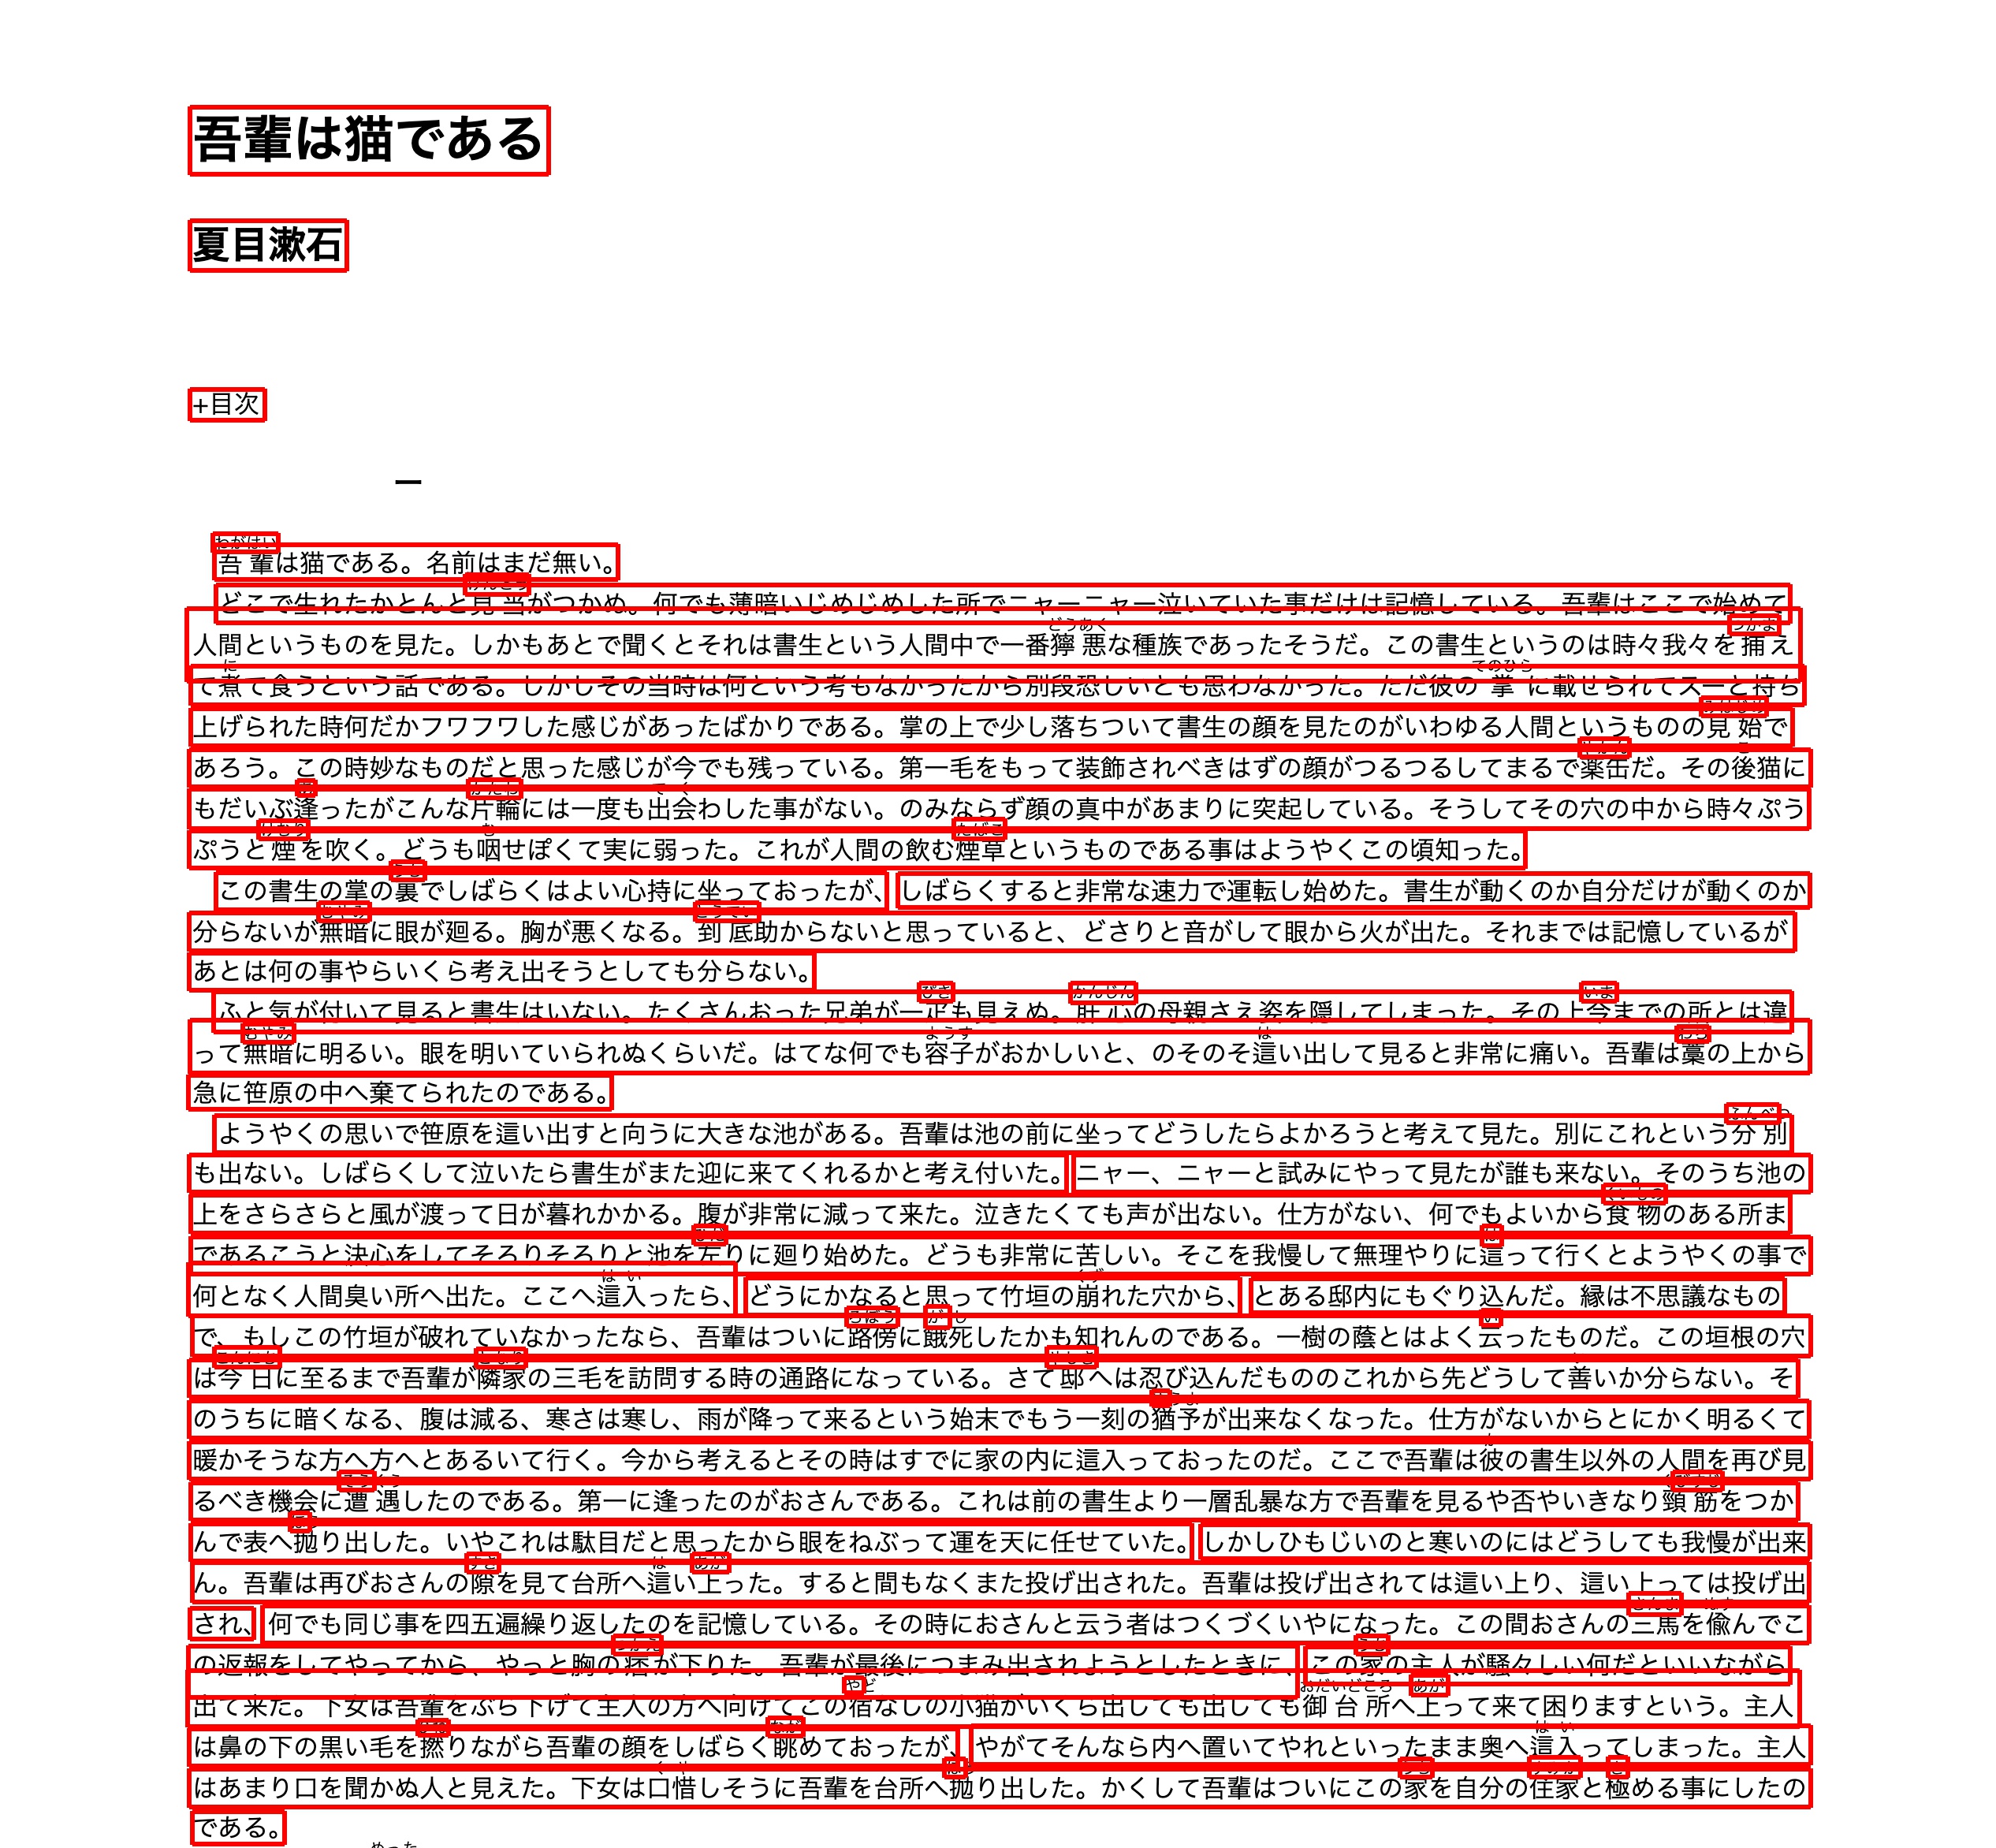 吾輩は猫である
夏目漱石
+目次
一
吾輩は猫である。名前はまだ無い。
どこで生れたかとんと見当がつかぬ。何でも薄暗いじめじめした所でニャーニャー泣いていた事だけは記憶している。吾輩はここで始めて
人間というものを見た。しかもあとで聞くとそれは書生という人間中で一番獰悪な種族であったそうだ。この書生というのは時々我々を捕え
て煮て食うという話である。しかしその当時は何という考もなかったから別段恐しいとも思わなかった。ただ彼の掌に載せられてスーと持ち
上げられた時何だかフワフワした感じがあったばかりである。掌の上で少し落ちついて書生の顔を見たのがいわゆる人間というものの見始で
あろう。この時妙なものだと思った感じが今でも残っている。第一毛をもって装飾されべきはずの顔がつるつるしてまるで薬缶だ。その後猫に
もだいぶ逢ったがこんな片輪には一度も出会わした事がない。のみならず顔の真中があまりに突起している。そうしてその穴の中から時々ぷう
ぷうと煙を吹く。どうも咽せぽくて実に弱った。これが人間の飲む煙草というものである事はようやくこの頃知った。
この書生の掌の裏でしばらくはよい心持に坐っておったが、しばらくすると非常な速力で運転し始めた。書生が動くのか自分だけが動くのか
分らないが無暗に眼が廻る。胸が悪くなる。到底助からないと思っていると、どさりと音がして眼から火が出た。それまでは記憶しているが
あとは何の事やらいくら考え出そうとしても分らない。
ふと気が付いて見ると書生はいない。たくさんおった兄弟が一疋も見えぬ。肝心の母親さえ姿を隠してしまった。その上今までの所とは違
って無暗に明るい。眼を明いていられぬくらいだ。はてな何でも容子がおかしいと、のそのそ這い出して見ると非常に痛い。吾輩は藁の上から
急に笹原の中へ棄てられたのである。
ようやくの思いで笹原を這い出すと向うに大きな池がある。吾輩は池の前に坐ってどうしたらよかろうと考えて見た。別にこれという分別
も出ない。しばらくして泣いたら書生がまた迎に来てくれるかと考え付いた。ニャー、ニャーと試みにやって見たが誰も来ない。そのうち池の
上をさらさらと風が渡って日が暮れかかる。腹が非常に減って来た。泣きたくても声が出ない。仕方がない、何でもよいから食物のある所ま
であるこうと決心をしてそろりそろりと池を左りに廻り始めた。どうも非常に苦しい。そこを我慢して無理やりに這って行くとようやくの事で
何となく人間臭い所へ出た。ここへ這入ったら、どうにかなると思って竹垣の崩れた穴から、とある邸内にもぐり込んだ。縁は不思議なもの
で、もしこの竹垣が破れていなかったなら、吾輩はついに路傍に餓死したかも知れんのである。一樹の蔭とはよく云ったものだ。この垣根の穴
は今日に至るまで吾輩が隣家の三毛を訪問する時の通路になっている。さて邸へは忍び込んだもののこれから先どうして善いか分らない。そ
のうちに暗くなる、腹は減る、寒さは寒し、雨が降って来るという始末でもう一刻の猶予が出来なくなった。仕方がないからとにかく明るくて
暖かそうな方へ方へとあるいて行く。今から考えるとその時はすでに家の内に這入っておったのだ。ここで吾輩は彼の書生以外の人間を再び見
るべき機会に遭遇したのである。第一に逢ったのがおさんである。これは前の書生より一層乱暴な方で吾輩を見るや否やいきなり頸筋をつか
んで表へ抛り出した。いやこれは駄目だと思ったから眼をねぶって運を天に任せていた。しかしひもじいのと寒いのにはどうしても我慢が出来
ん。吾輩は再びおさんの隙を見て台所へ這い上った。すると間もなくまた投げ出された。吾輩は投げ出されては這い上り、這い上っては投げ出
され、何でも同じ事を四五遍繰り返したのを記憶している。その時におさんと云う者はつくづくいやになった。この間おさんの三馬を偸んでこ
の返報をしてやってから、やっと胸の痞が下りた。吾輩が最後につまみ出されようとしたときに、この家の主人が騒々しい何だといいながら
出て来た。下女は吾輩をぶら下げて主人の方へ向けてこの宿なしの小猫がいくら出しても出しても御台所へ上って来て困りますという。主人
は鼻の下の黒い毛を撚りながら吾輩の顔をしばらく眺めておったが、やがてそんなら内へ置いてやれといったまま奥へ這入ってしまった。主人
はあまり口を聞かぬ人と見えた。下女は口惜しそうに吾輩を台所へ抛り出した。かくして吾輩はついにこの家を自分の住家と極める事にしたの
である。